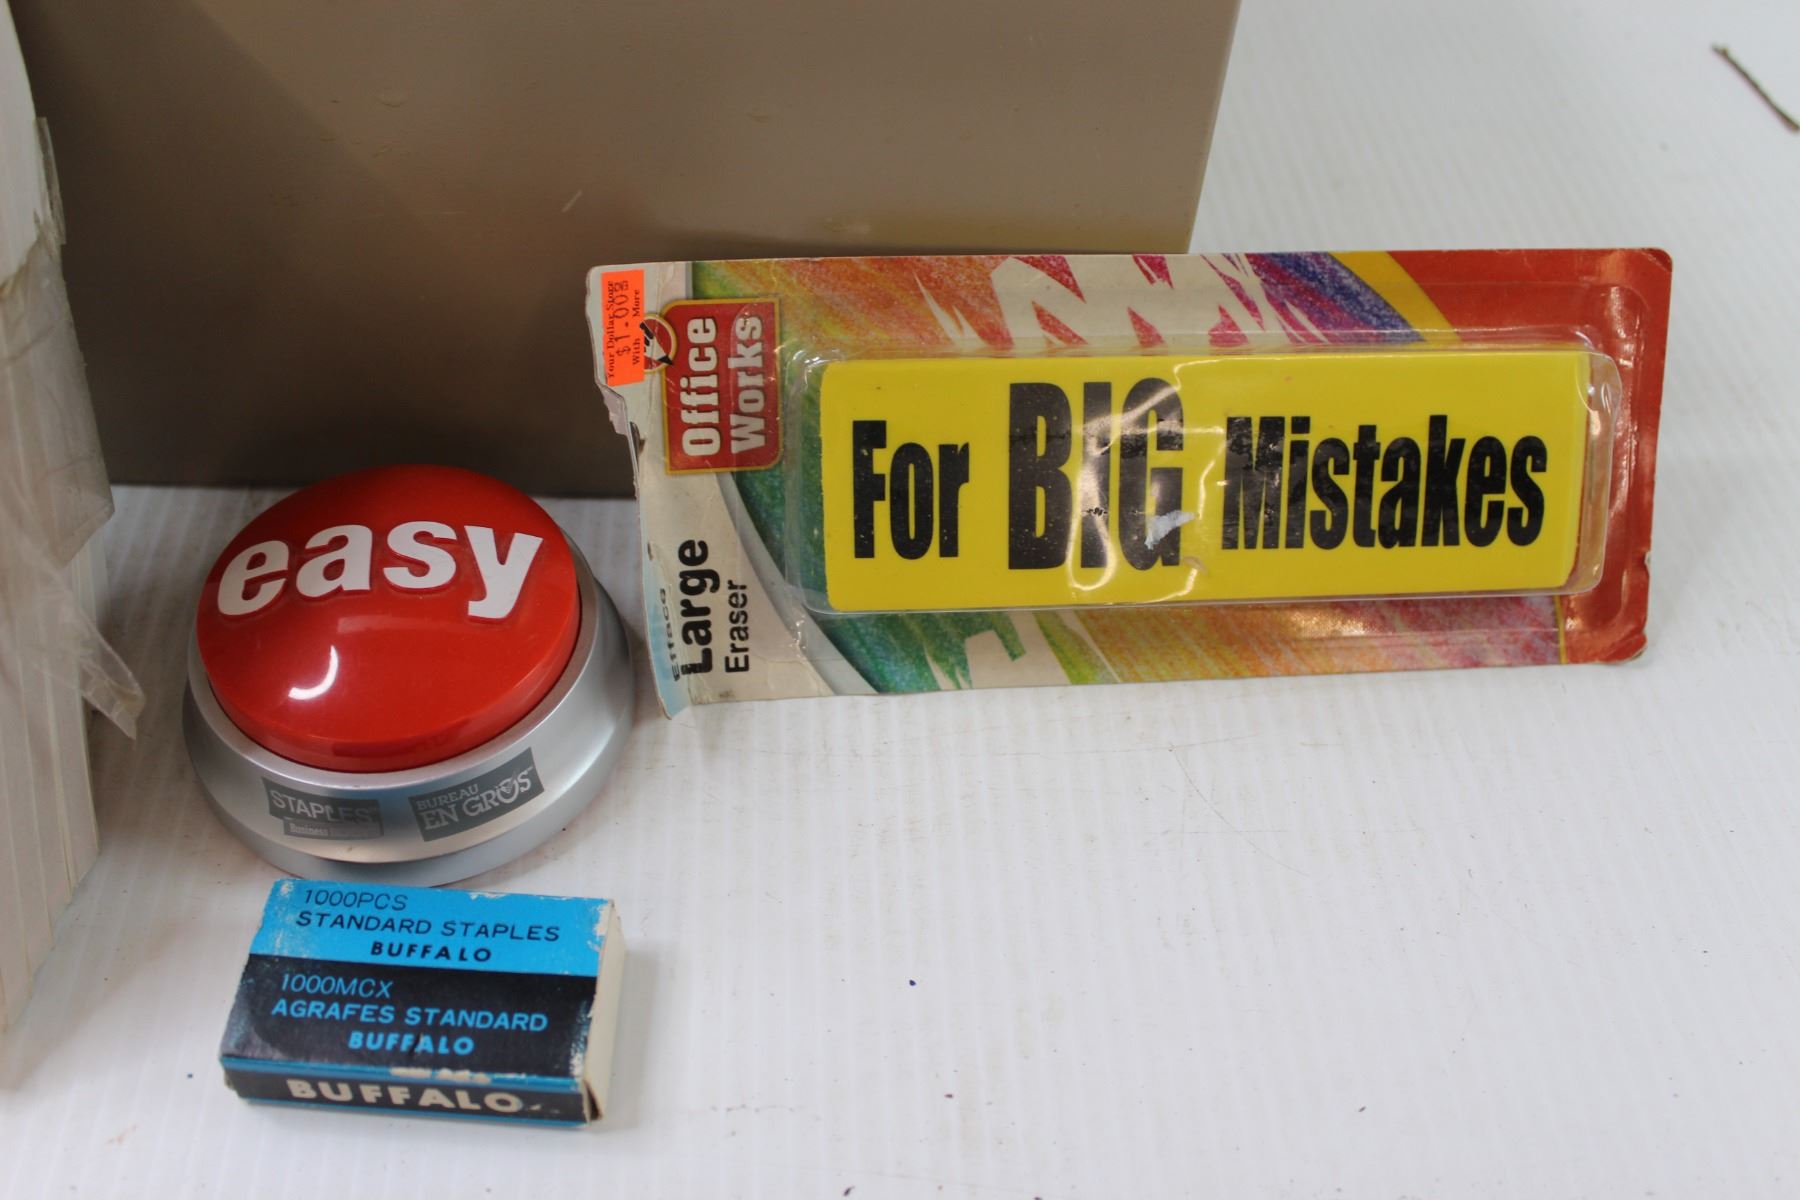 easy
STAPLES
Business
BUREAU
EN GROS
1000PCS
STANDARD STAPLES
BUFFALO
1000MCX
AGRAFES STANDARD
BUFFALO
BUFFALO
Your Dollar Store
With More
$1.00
Office
Works
Efface
Large
Eraser
For BIG Mistakes